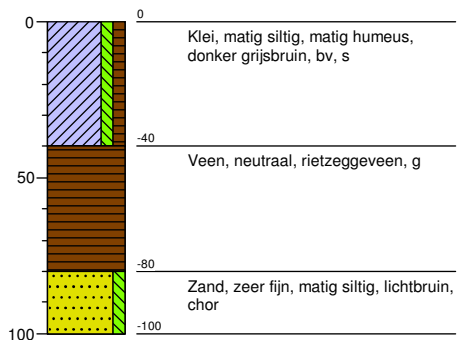 0
0
Klei, matig siltig, matig humeus,
donker grijsbruin, bv, s
-40
Veen, neutraal, rietzeggeveen, g
50
-80
Zand, zeer fijn, matig siltig, lichtbruin,
chor
-100
100